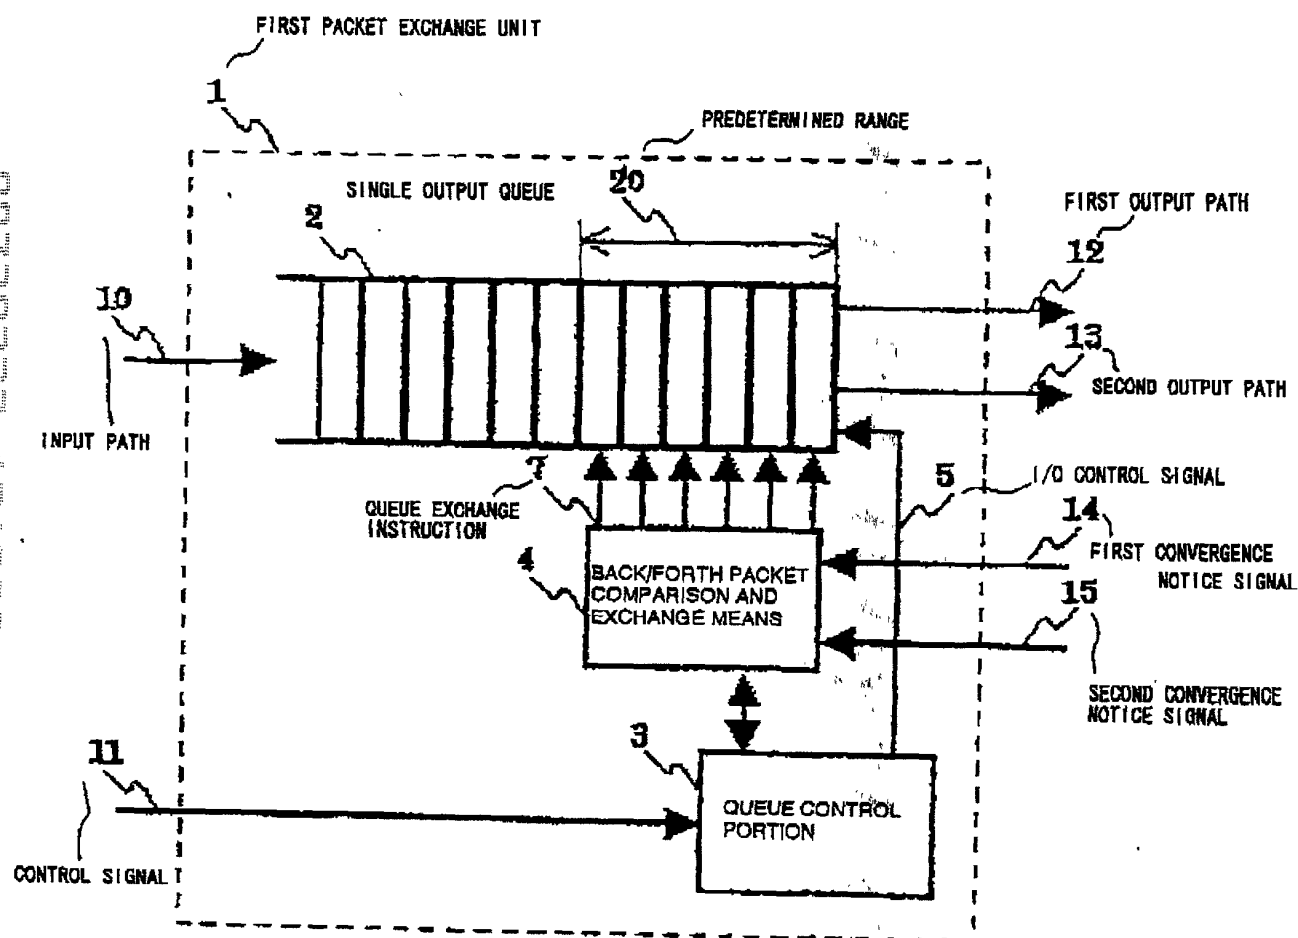 FIRST PACKET EXCHANGE UNIT
1
PREDETERMINED RANGE
SINGLE OUTPUT QUEUE
20
2
FIRST OUTPUT PATH
12
10
13
SECOND OUTPUT PATH
INPUT PATH
7
QUEUE EXCHANGE
INSTRUCTION
5
I/O CONTROL SIGNAL
14
FIRST CONVERGENCE
NOTICE SIGNAL
4
BACK/FORTH PACKET
COMPARISON AND
EXCHANGE MEANS
15
SECOND CONVERGENCE
NOTICE SIGNAL
3
11
QUEUE CONTROL
PORTION
CONTROL SIGNAL